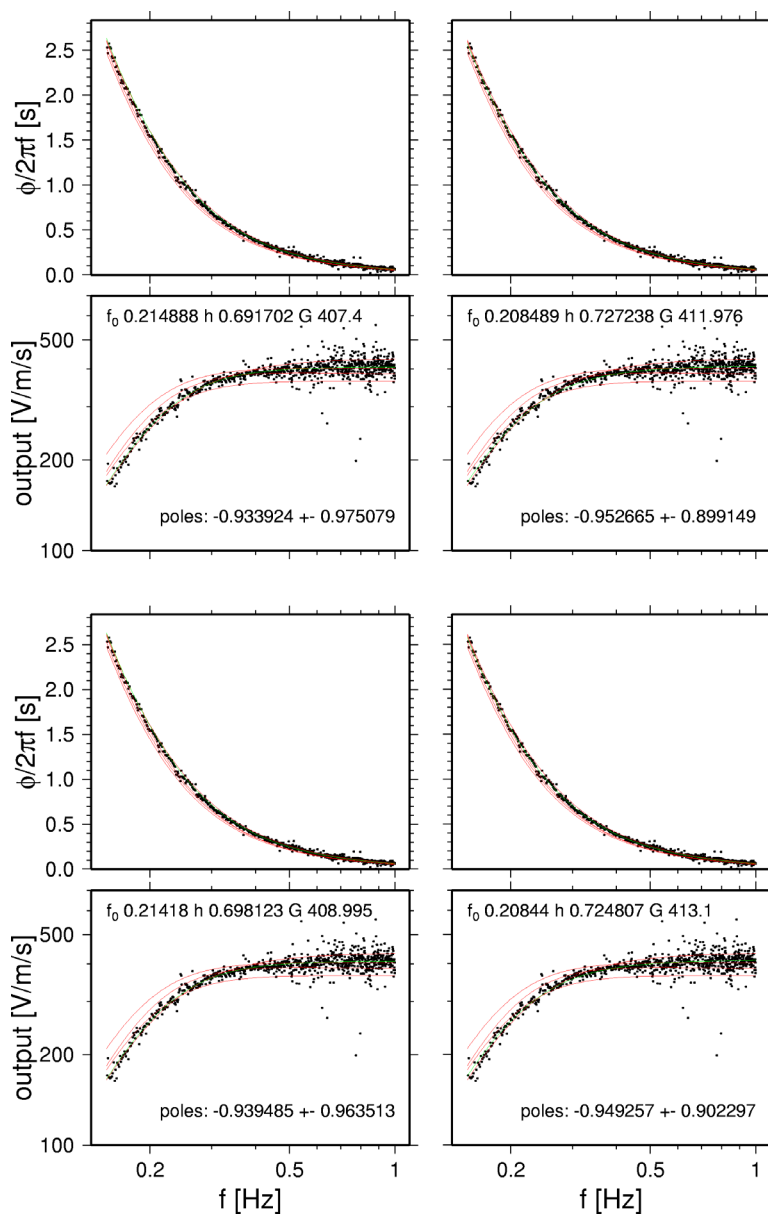 2.5
2.0
1.5
1.0
0.5
0.0
ϕ/2πf [s]
f0 0.214888 h 0.691702 G 407.4
f0 0.208489 h 0.727238 G 411.976
500
200
100
output [V/m/s]
poles: -0.933924 +- 0.975079
poles: -0.952665 +- 0.899149
2.5
2.0
1.5
1.0
0.5
0.0
ϕ/2πf [s]
f0 0.21418 h 0.698123 G 408.995
f0 0.20844 h 0.724807 G 413.1
500
200
100
output [V/m/s]
poles: -0.939485 +- 0.963513
poles: -0.949257 +- 0.902297
0.2 0.5 1
0.2 0.5 1
f [Hz]
f [Hz]